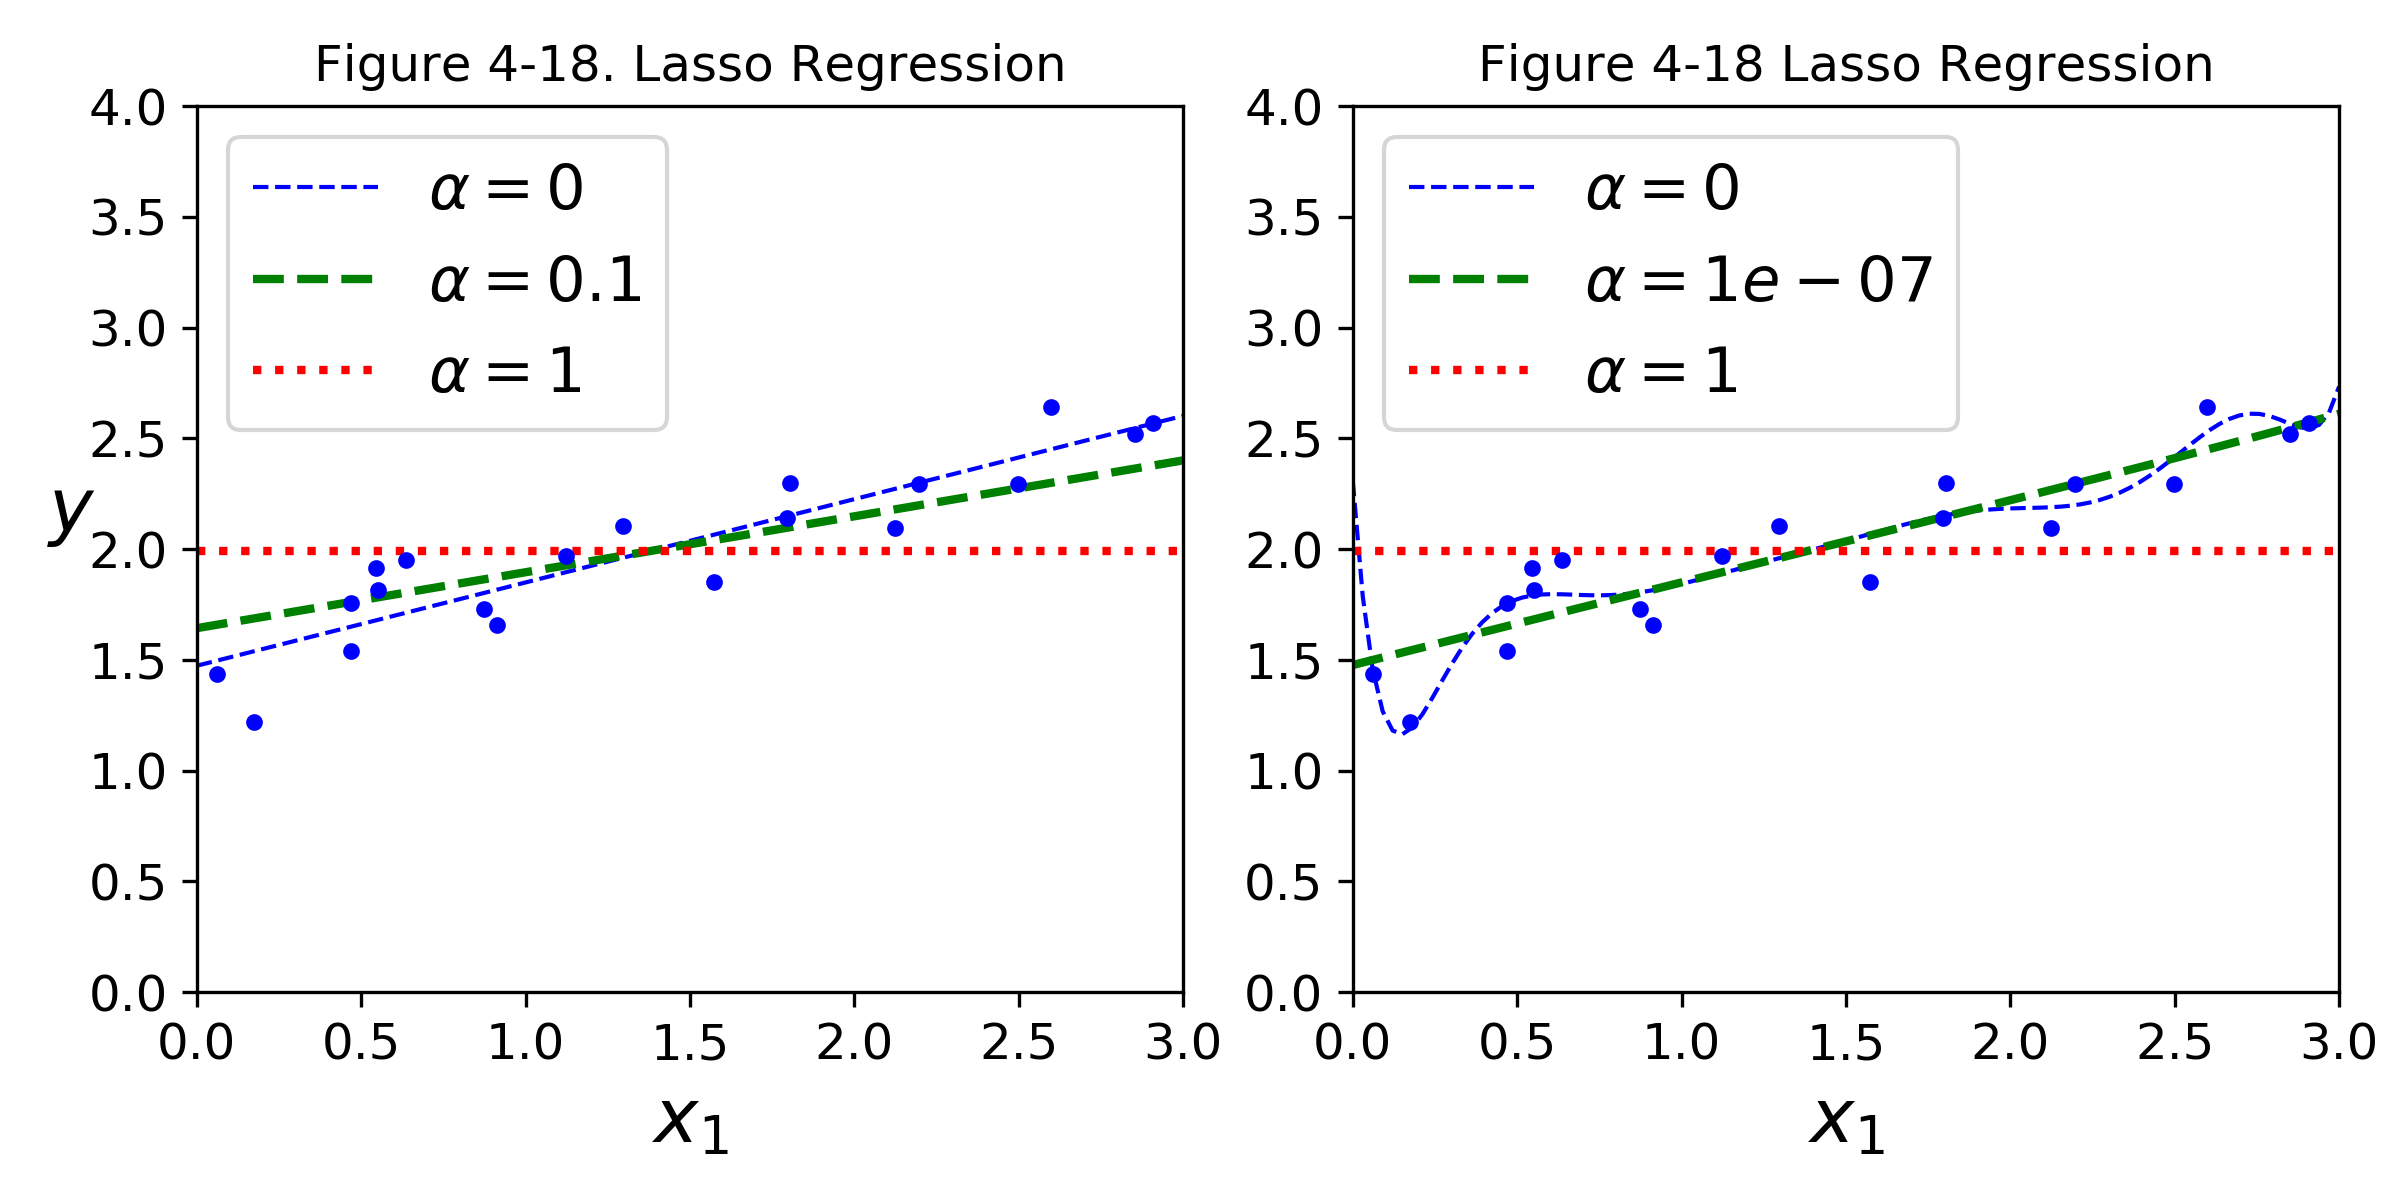 Figure 4-18. Lasso Regression
4.0
3.5
3.0
2.5
2.0
1.5
1.0
0.5
0.0
y
α = 0
α = 0.1
α = 1
0.0 0.5 1.0 1.5 2.0 2.5 3.0
x₁
Figure 4-18 Lasso Regression
4.0
3.5
3.0
2.5
2.0
1.5
1.0
0.5
0.0
α = 0
α = 1e − 07
α = 1
0.0 0.5 1.0 1.5 2.0 2.5 3.0
x₁